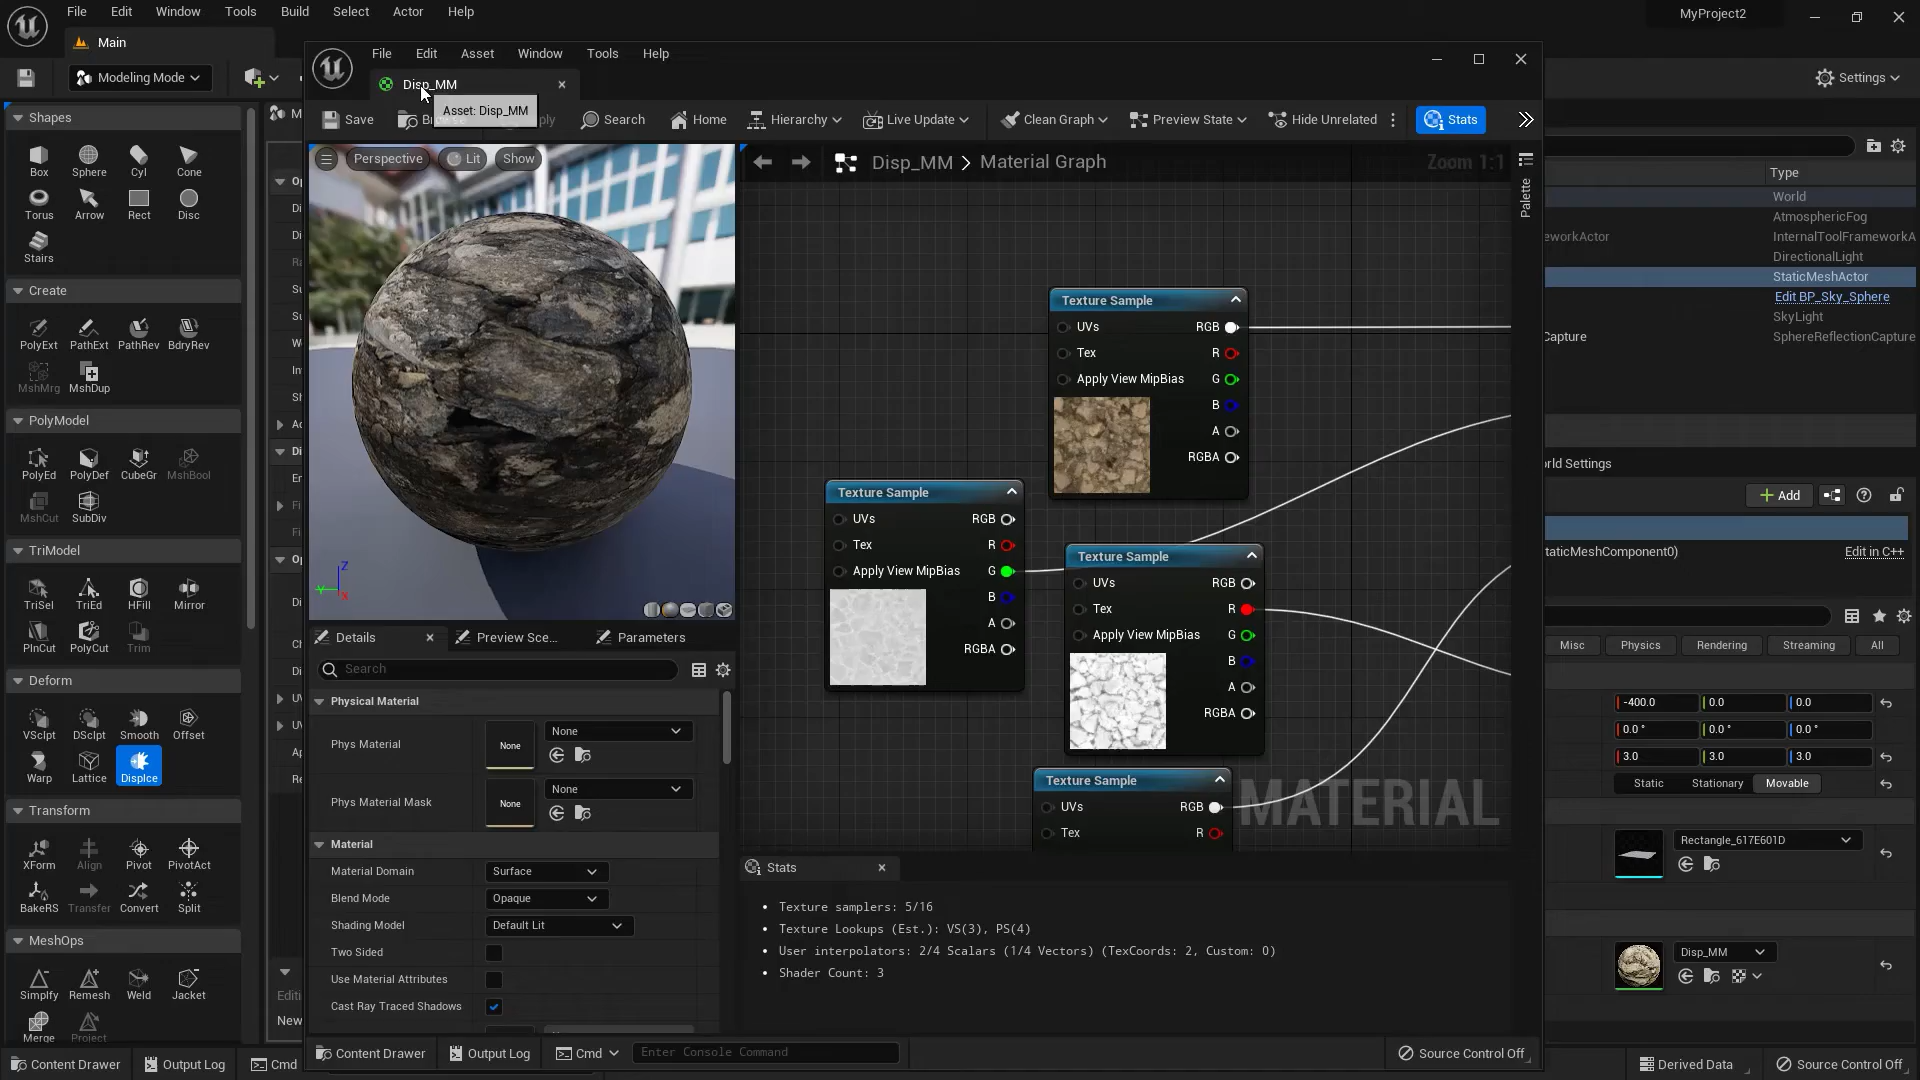 File Edit Window Tools Build Select Actor Help
MyProject2
Main
Modeling Mode
Settings
File Edit Asset Window Tools Help
Disp_MM
Asset: Disp_MM
Save
Search
Home
Hierarchy
Live Update
Clean Graph
Preview State
Hide Unrelated
Stats
Shapes
Box Sphere Cyl Cone
Torus Arrow Rect Disc
Stairs
Create
PolyExt PathExt PathRev BdryRev
MshMrg MshDup
PolyModel
PolyEd PolyDef CubeGr MshBool
MshCut SubDiv
TriModel
TriSel TriEd HFill Mirror
PlnCut PolyCut Trim
Deform
VSclpt DSclpt Smooth Offset
Warp Lattice Displce
Transform
XForm Align Pivot PivotAct
BakeRS Transfer Convert Split
MeshOps
Simplfy Remesh Weld Jacket
Merge Project
Perspective Lit Show
Z
Y
X
Disp_MM > Material Graph
Zoom 1:1
Palette
Texture Sample
UVs RGB
Tex R
Apply View MipBias G
B
A
RGBA
Texture Sample
UVs RGB
Tex R
Apply View MipBias G
B
A
RGBA
Texture Sample
UVs RGB
Tex R
Apply View MipBias G
B
A
RGBA
Texture Sample
UVs RGB
Tex R
MATERIAL
Details
Preview Sce...
Parameters
Search
Physical Material
Phys Material None None
Phys Material Mask None None
Material
Material Domain Surface
Blend Mode Opaque
Shading Model Default Lit
Two Sided
Use Material Attributes
Cast Ray Traced Shadows
Stats
• Texture samplers: 5/16
• Texture Lookups (Est.): VS(3), PS(4)
• User interpolators: 2/4 Scalars (1/4 Vectors) (TexCoords: 2, Custom: 0)
• Shader Count: 3
Content Drawer Output Log Cmd Enter Console Command Source Control Off
Type
World
AtmosphericFog
eworkActor InternalToolFrameworkA
DirectionalLight
StaticMeshActor
Edit BP_Sky_Sphere
SkyLight
Capture SphereReflectionCapture
rld Settings
Add
taticMeshComponent0) Edit in C++
Misc Physics Rendering Streaming All
-400.0 0.0 0.0
0.0 ° 0.0 ° 0.0 °
3.0 3.0 3.0
Static Stationary Movable
Rectangle_617E601D
Disp_MM
Editi
New
Content Drawer Output Log Cmd
Derived Data Source Control Off